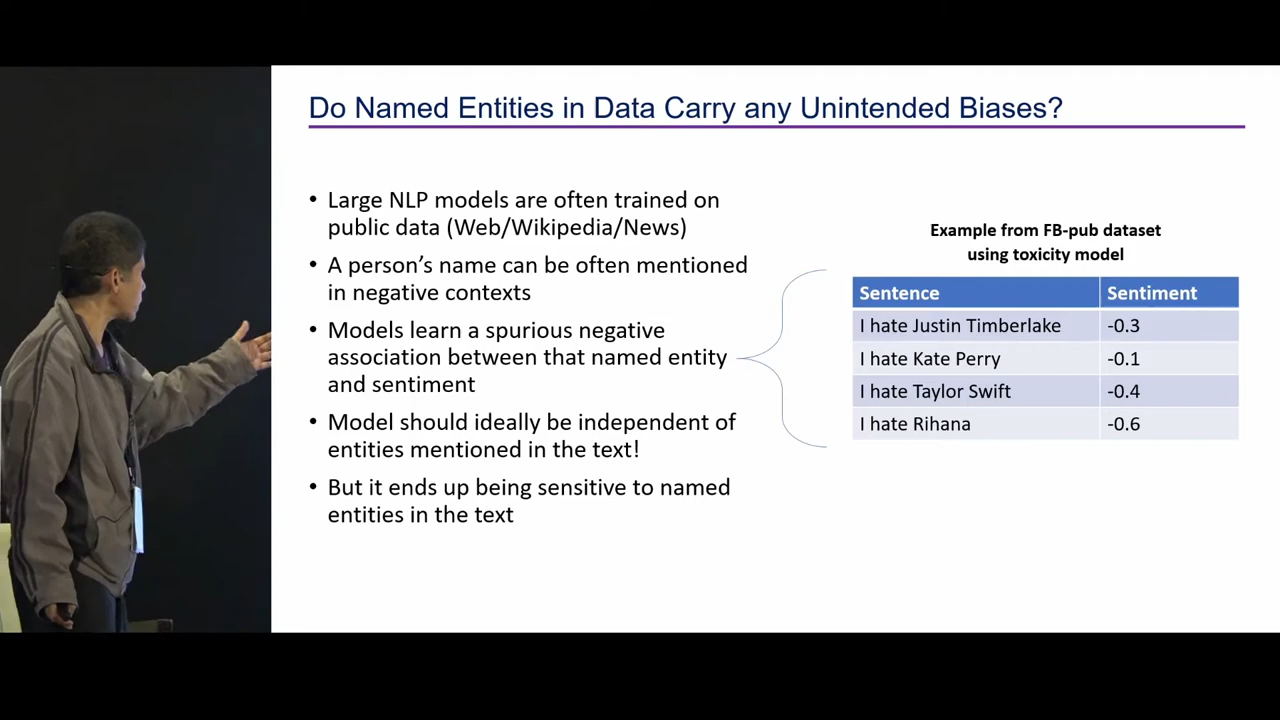 Do Named Entities in Data Carry any Unintended Biases?
• Large NLP models are often trained on
public data (Web/Wikipedia/News)
• A person's name can be often mentioned
in negative contexts
• Models learn a spurious negative
association between that named entity
and sentiment
• Model should ideally be independent of
entities mentioned in the text!
• But it ends up being sensitive to named
entities in the text
Example from FB-pub dataset
using toxicity model
Sentence Sentiment
I hate Justin Timberlake -0.3
I hate Kate Perry -0.1
I hate Taylor Swift -0.4
I hate Rihana -0.6